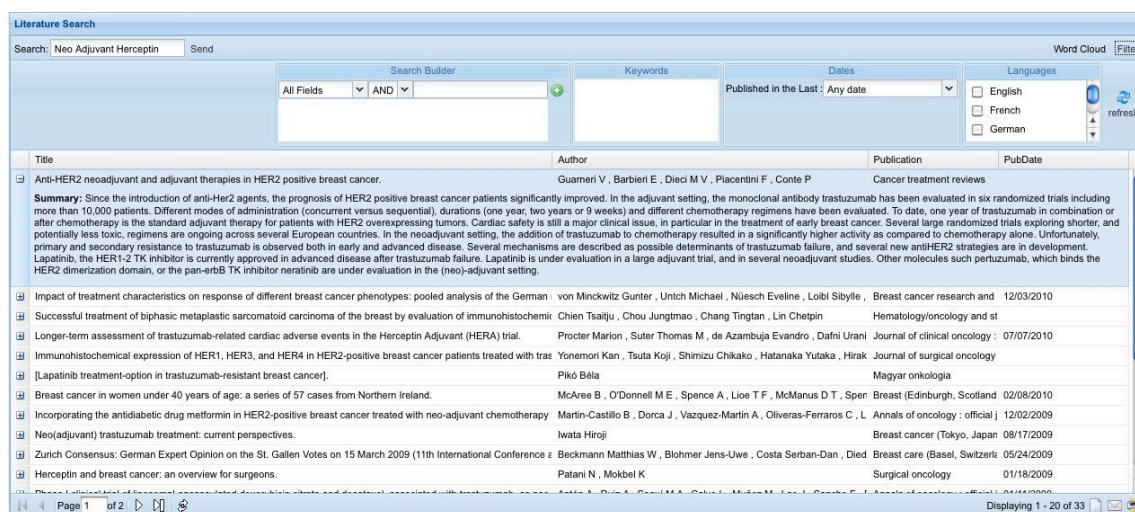 Literature Search
Search: Neo Adjuvant Herceptin Send Word Cloud Filte
Search Builder Keywords Dates Languages
All Fields AND Published in the Last : Any date English
French
refresh
German
Title Author Publication PubDate
Anti-HER2 neoadjuvant and adjuvant therapies in HER2 positive breast cancer. Guarneri V , Barbieri E , Dieci M V , Piacentini F , Conte P Cancer treatment reviews
Summary: Since the introduction of anti-Her2 agents, the prognosis of HER2 positive breast cancer patients significantly improved. In the adjuvant setting, the monoclonal antibody trastuzumab has been evaluated in six randomized trials including
more than 10,000 patients. Different modes of administration (concurrent versus sequential), durations (one year, two years or 9 weeks) and different chemotherapy regimens have been evaluated. To date, one year of trastuzumab in combination or
after chemotherapy is the standard adjuvant therapy for patients with HER2 overexpressing tumors. Cardiac safety is still a major clinical issue, in particular in the treatment of early breast cancer. Several large randomized trials exploring shorter, and
potentially less toxic, regimens are ongoing across several European countries. In the neoadjuvant setting, the addition of trastuzumab to chemotherapy resulted in a significantly higher activity as compared to chemotherapy alone. Unfortunately,
primary and secondary resistance to trastuzumab is observed both in early and advanced disease. Several mechanisms are described as possible determinants of trastuzumab failure, and several new antiHER2 strategies are in development.
Lapatinib, the HER1-2 TK inhibitor is currently approved in advanced disease after trastuzumab failure. Lapatinib is under evaluation in a large adjuvant trial, and in several neoadjuvant studies. Other molecules such pertuzumab, which binds the
HER2 dimerization domain, or the pan-erbB TK inhibitor neratinib are under evaluation in the (neo)-adjuvant setting.
Impact of treatment characteristics on response of different breast cancer phenotypes: pooled analysis of the German von Minckwitz Gunter , Untch Michael , Nüesch Eveline , Loibl Sibylle , Breast cancer research and 12/03/2010
Successful treatment of biphasic metaplastic sarcomatoid carcinoma of the breast by evaluation of immunohistochemic Chien Tsaitju , Chou Jungtmao , Chang Tingtan , Lin Chetpin Hematology/oncology and st
Longer-term assessment of trastuzumab-related cardiac adverse events in the Herceptin Adjuvant (HERA) trial. Procter Marion , Suter Thomas M , de Azambuja Evandro , Dafni Urani Journal of clinical oncology : 07/07/2010
Immunohistochemical expression of HER1, HER3, and HER4 in HER2-positive breast cancer patients treated with tras Yonemori Kan , Tsuta Koji , Shimizu Chikako , Hatanaka Yutaka , Hirak Journal of surgical oncology
[Lapatinib treatment-option in trastuzumab-resistant breast cancer]. Pikó Béla Magyar onkologia
Breast cancer in women under 40 years of age: a series of 57 cases from Northern Ireland. McAree B , O'Donnell M E , Spence A , Lioe T F , McManus D T , Spen Breast (Edinburgh, Scotland 02/08/2010
Incorporating the antidiabetic drug metformin in HER2-positive breast cancer treated with neo-adjuvant chemotherapy Martin-Castillo B , Dorca J , Vazquez-Martin A , Oliveras-Ferraros C , L Annals of oncology : official j 12/02/2009
Neo(adjuvant) trastuzumab treatment: current perspectives. Iwata Hiroji Breast cancer (Tokyo, Japan 08/17/2009
Zurich Consensus: German Expert Opinion on the St. Gallen Votes on 15 March 2009 (11th International Conference a Beckmann Matthias W , Blohmer Jens-Uwe , Costa Serban-Dan , Died Breast care (Basel, Switzerla 05/24/2009
Herceptin and breast cancer: an overview for surgeons. Patani N , Mokbel K Surgical oncology 01/18/2009
Page 1 of 2 Displaying 1 - 20 of 33